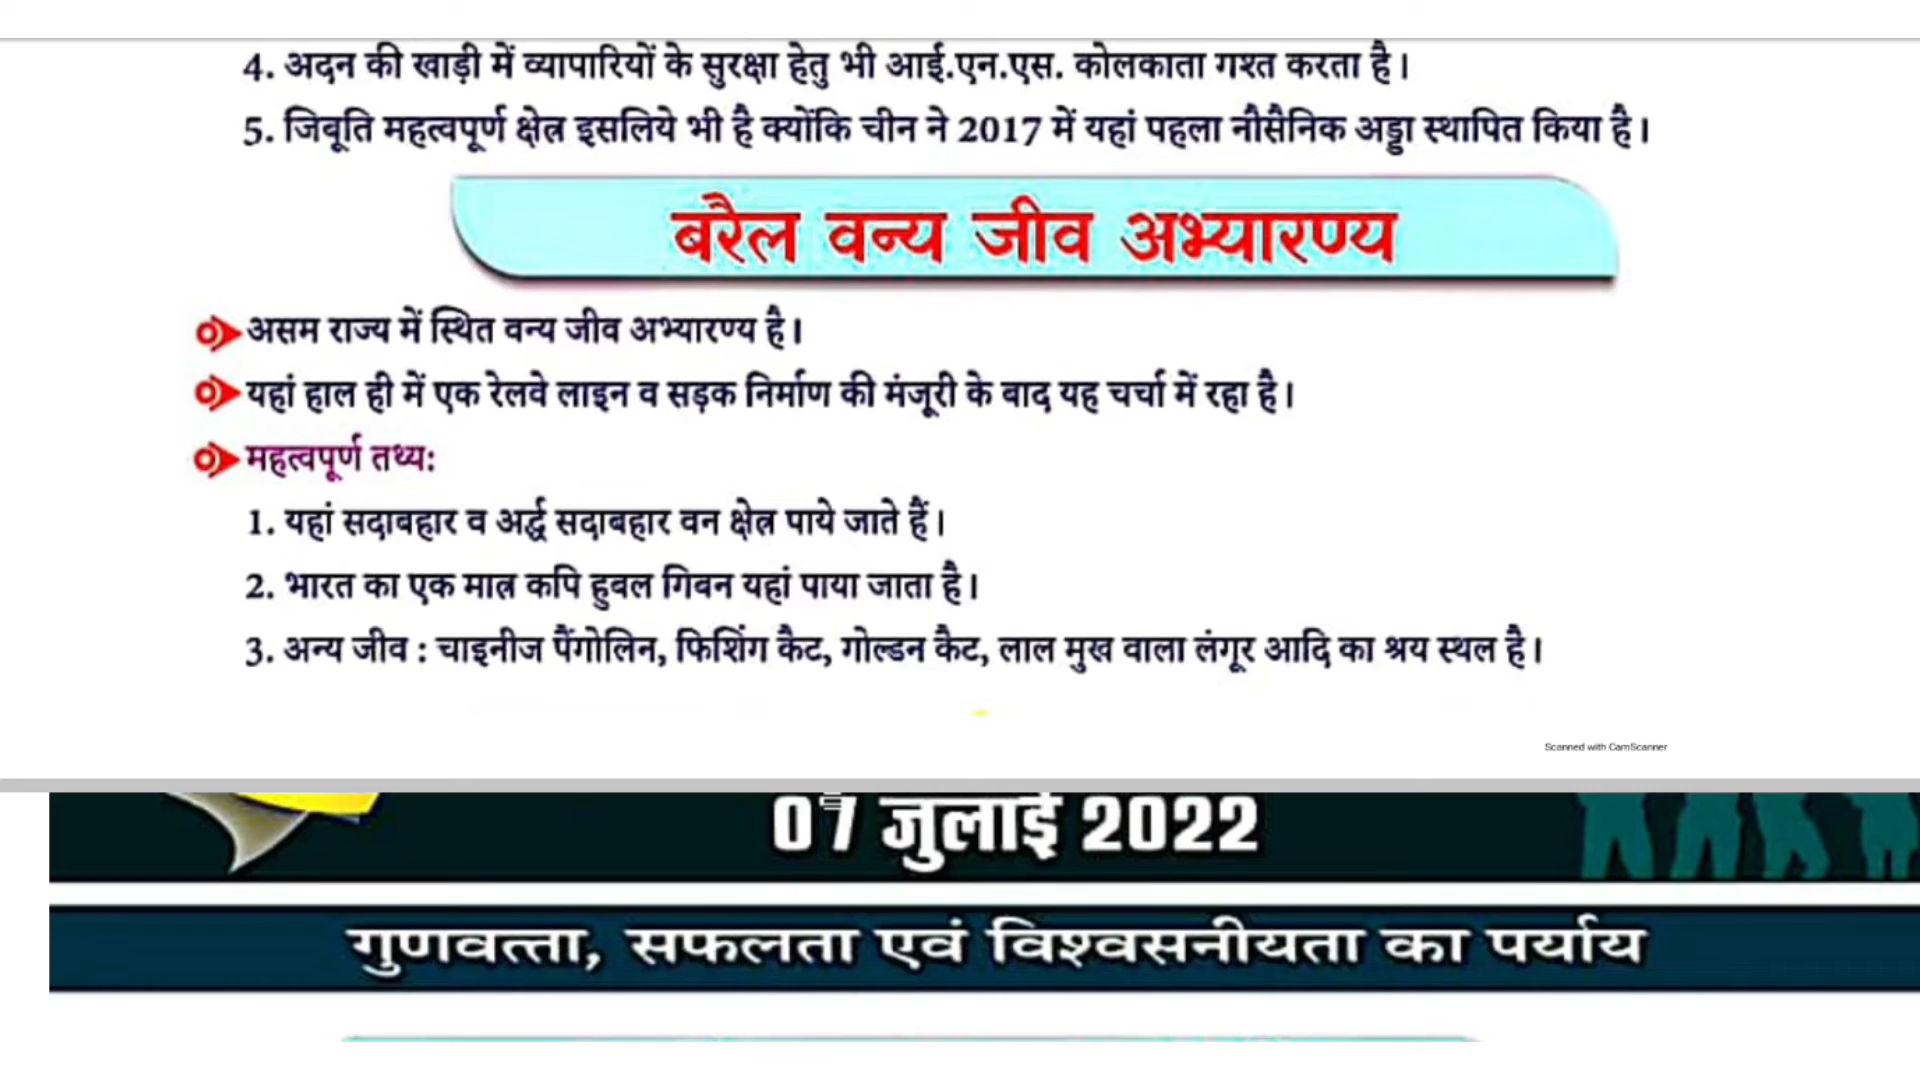 4. अदन की खाड़ी में व्यापारियों के सुरक्षा हेतु भी आई.एन.एस. कोलकाता गश्त करता है।
5. जिबूति महत्वपूर्ण क्षेत्र इसलिये भी है क्योंकि चीन ने 2017 में यहां पहला नौसैनिक अड्डा स्थापित किया है।
बरैल वन्य जीव अभ्यारण्य
असम राज्य में स्थित वन्य जीव अभ्यारण्य है।
यहां हाल ही में एक रेलवे लाइन व सड़क निर्माण की मंजूरी के बाद यह चर्चा में रहा है।
महत्वपूर्ण तथ्य:
1. यहां सदाबहार व अर्द्ध सदाबहार वन क्षेत्र पाये जाते हैं।
2. भारत का एक मात्र कपि हुबल गिबन यहां पाया जाता है।
3. अन्य जीव : चाइनीज पैंगोलिन, फिशिंग कैट, गोल्डन कैट, लाल मुख वाला लंगूर आदि का श्रय स्थल है।
Scanned with CamScanner
07 जुलाई 2022
गुणवत्ता, सफलता एवं विश्वसनीयता का पर्याय